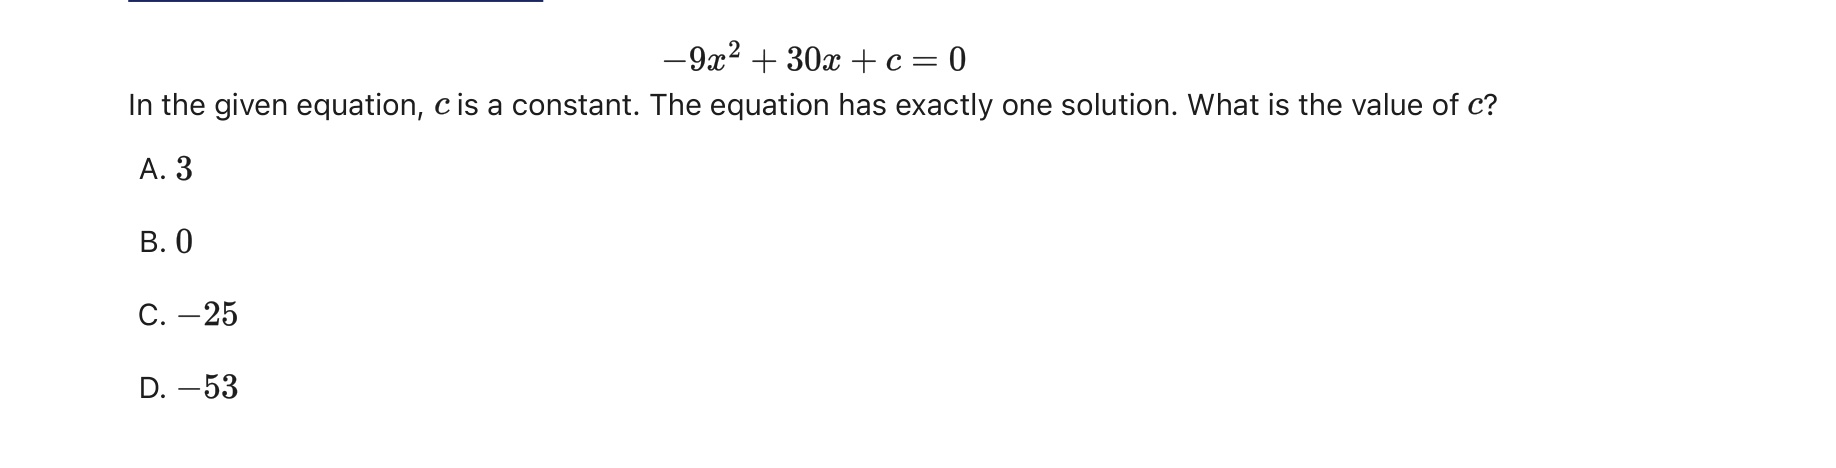 −9x² + 30x + c = 0
In the given equation, c is a constant. The equation has exactly one solution. What is the value of c?
A. 3
B. 0
C. −25
D. −53